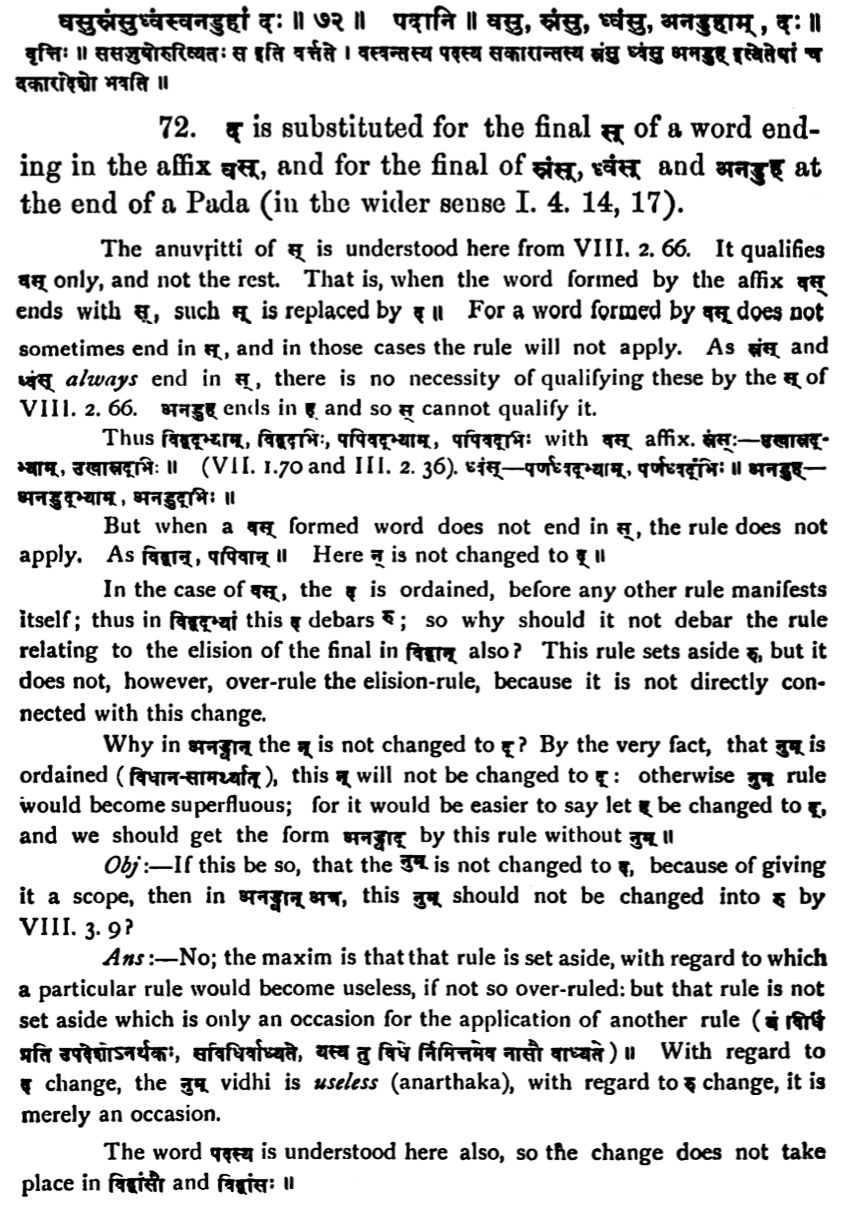 वसुस्रंसुध्वंस्वनडुहां दः ॥ ७२ ॥ पदानि ॥ वसु, स्रंसु, ध्वंसु, अनडुहाम्, दः ॥
वृत्तिः ॥ ससजुषोरुरित्यतः स इति वर्त्तते । वस्वन्तस्य पदस्य सकारान्तस्य स्रंसु ध्वंसु अनडुह् इत्येतेषां च
दकारादेशो भवति ॥
72. द् is substituted for the final स् of a word end-
ing in the affix वस्, and for the final of स्रंस्, ध्वंस् and अनडुह् at
the end of a Pada (in the wider sense I. 4. 14, 17).
The anuvṛitti of स् is understood here from VIII. 2. 66. It qualifies
वस् only, and not the rest. That is, when the word formed by the affix वस्
ends with स्, such स् is replaced by द् ॥ For a word formed by वस् does not
sometimes end in स्, and in those cases the rule will not apply. As स्रंस् and
ध्वंस् always end in स्, there is no necessity of qualifying these by the स् of
VIII. 2. 66. अनडुह् ends in ह् and so स् cannot qualify it.
Thus विद्वद्भ्याम्, विद्वद्भिः, पपिवद्भ्याम्, पपिवद्भिः with वस् affix. स्रंस्:—उखास्रद्-
भ्याम्, उखास्रद्भिः ॥ (VII. 1.70 and III. 2. 36). ध्वंस्—पर्णध्वद्भ्याम्, पर्णध्वद्भिः ॥ अनडुह्—
अनडुद्भ्याम्, अनडुद्भिः ॥
But when a वस् formed word does not end in स्, the rule does not
apply. As विद्वान्, पपिवान् ॥ Here न् is not changed to द् ॥
In the case of वस्, the द् is ordained, before any other rule manifests
itself; thus in विद्वद्भ्यां this द् debars रु; so why should it not debar the rule
relating to the elision of the final in विद्वान् also? This rule sets aside रु, but it
does not, however, over-rule the elision-rule, because it is not directly con-
nected with this change.
Why in अनड्वान् the न् is not changed to द्? By the very fact, that नुम् is
ordained (विधान-सामर्थ्यात्), this न् will not be changed to द्: otherwise नुम् rule
would become superfluous; for it would be easier to say let ह् be changed to द्,
and we should get the form अनड्वाद् by this rule without नुम् ॥
Obj:—If this be so, that the नुम् is not changed to द्, because of giving
it a scope, then in अनड्वान् अत्र, this नुम् should not be changed into रु by
VIII. 3. 9?
Ans:—No; the maxim is that that rule is set aside, with regard to which
a particular rule would become useless, if not so over-ruled: but that rule is not
set aside which is only an occasion for the application of another rule (यं विधिं
प्रति उपदेशोऽनर्थकः, सविधिर्बाध्यते, यस्य तु विधे र्निमित्तमेव नासौ बाध्यते) ॥ With regard to
द् change, the नुम् vidhi is useless (anarthaka), with regard to रु change, it is
merely an occasion.
The word पदस्य is understood here also, so the change does not take
place in विद्वांसौ and विद्वांसः ॥